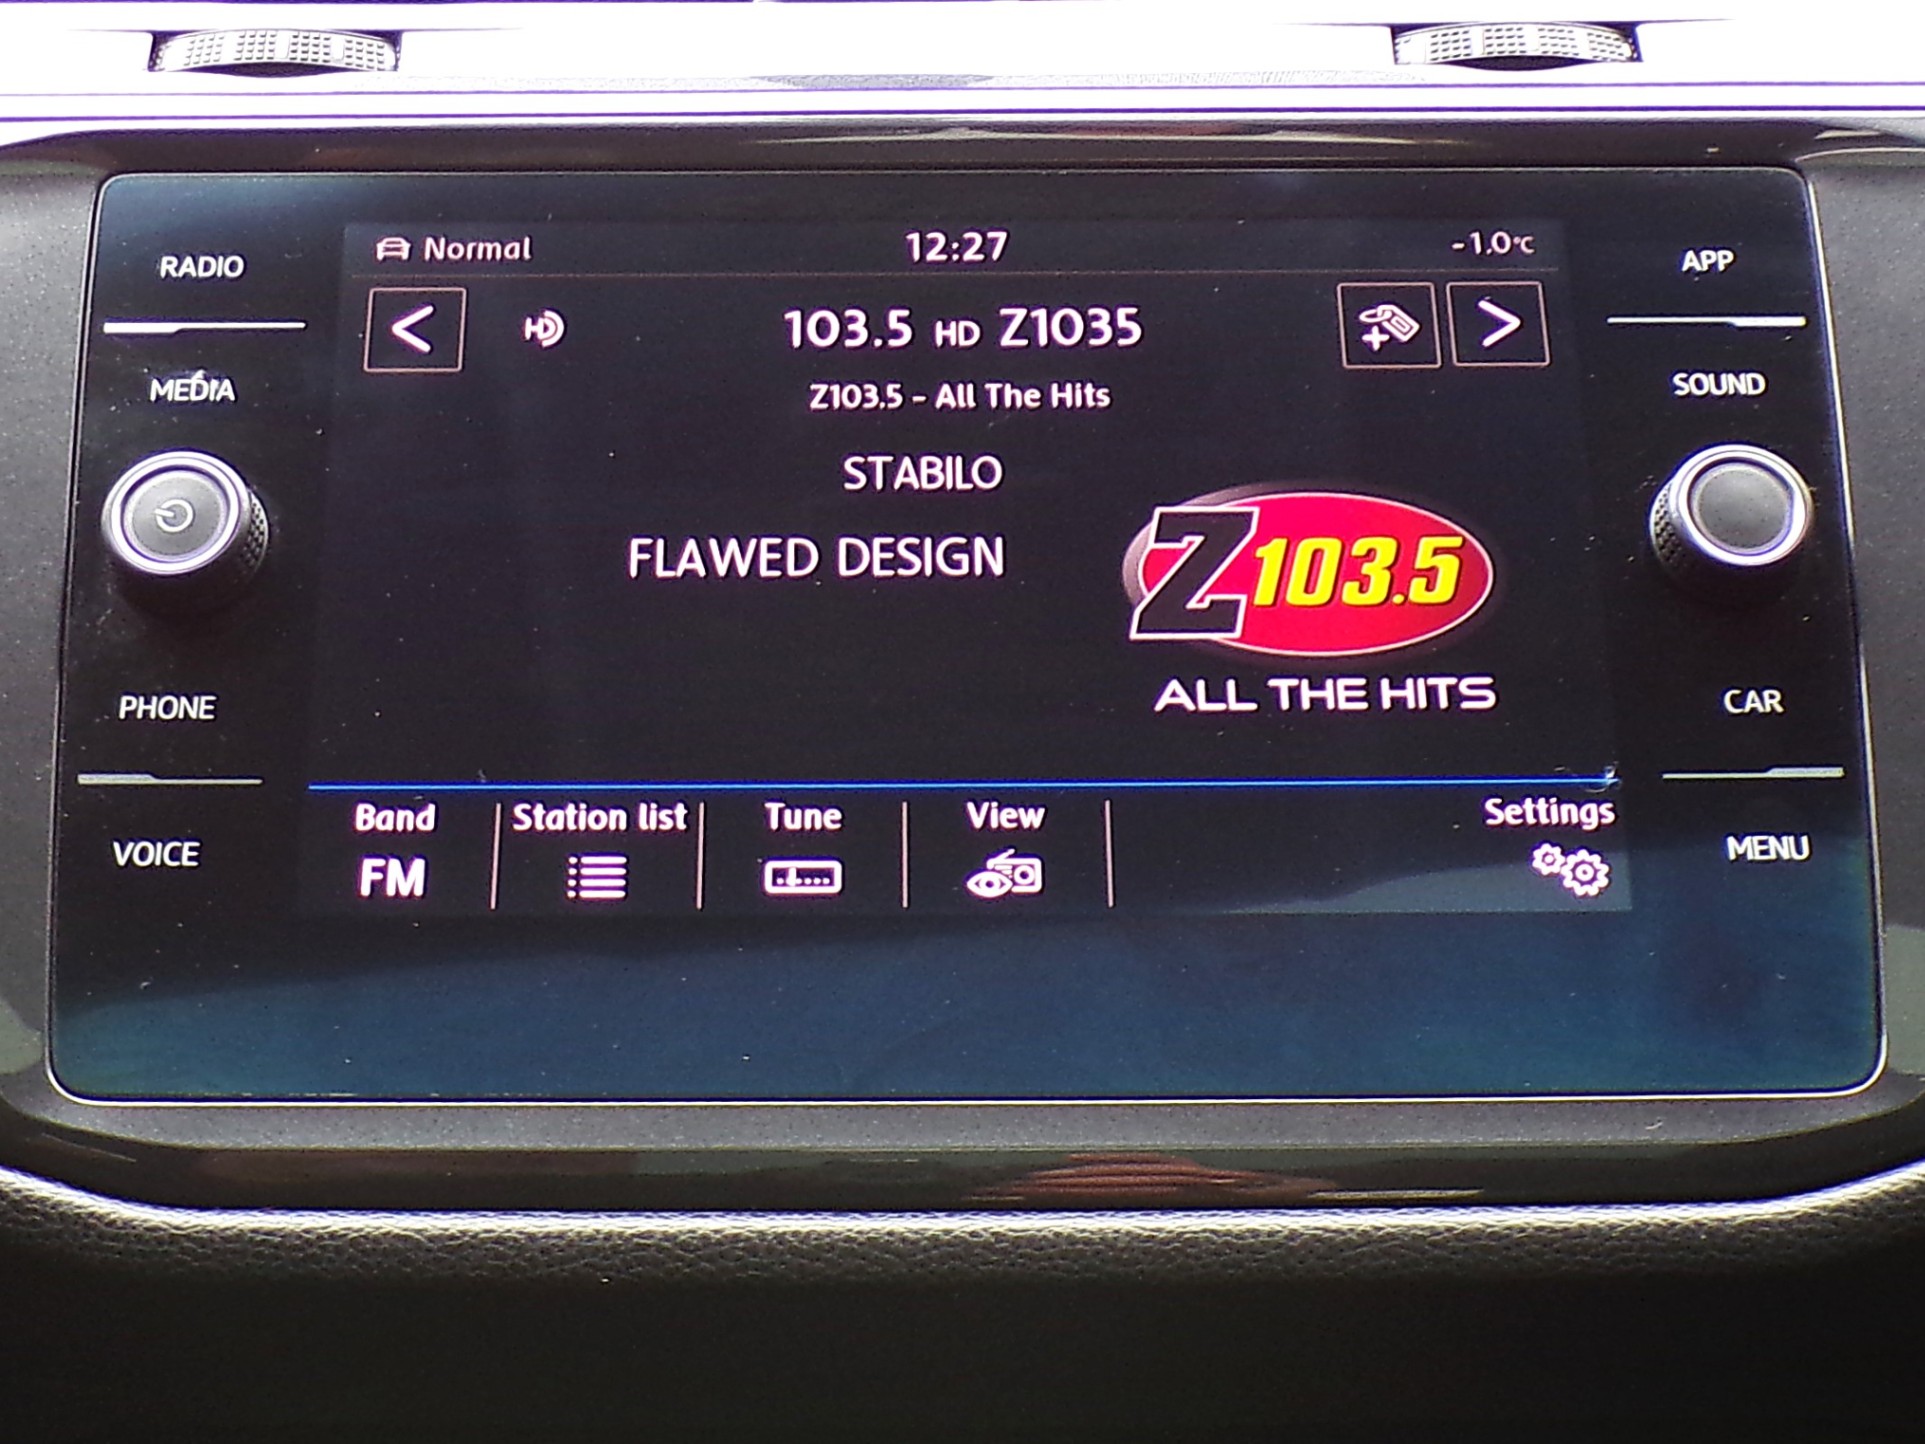 RADIO
MEDIA
PHONE
VOICE
Normal 12:27 -1.0°C
< HD 103.5 HD Z1035 >
Z103.5 - All The Hits
STABILO
FLAWED DESIGN
Z103.5
ALL THE HITS
Band Station list Tune View Settings
FM
APP
SOUND
CAR
MENU